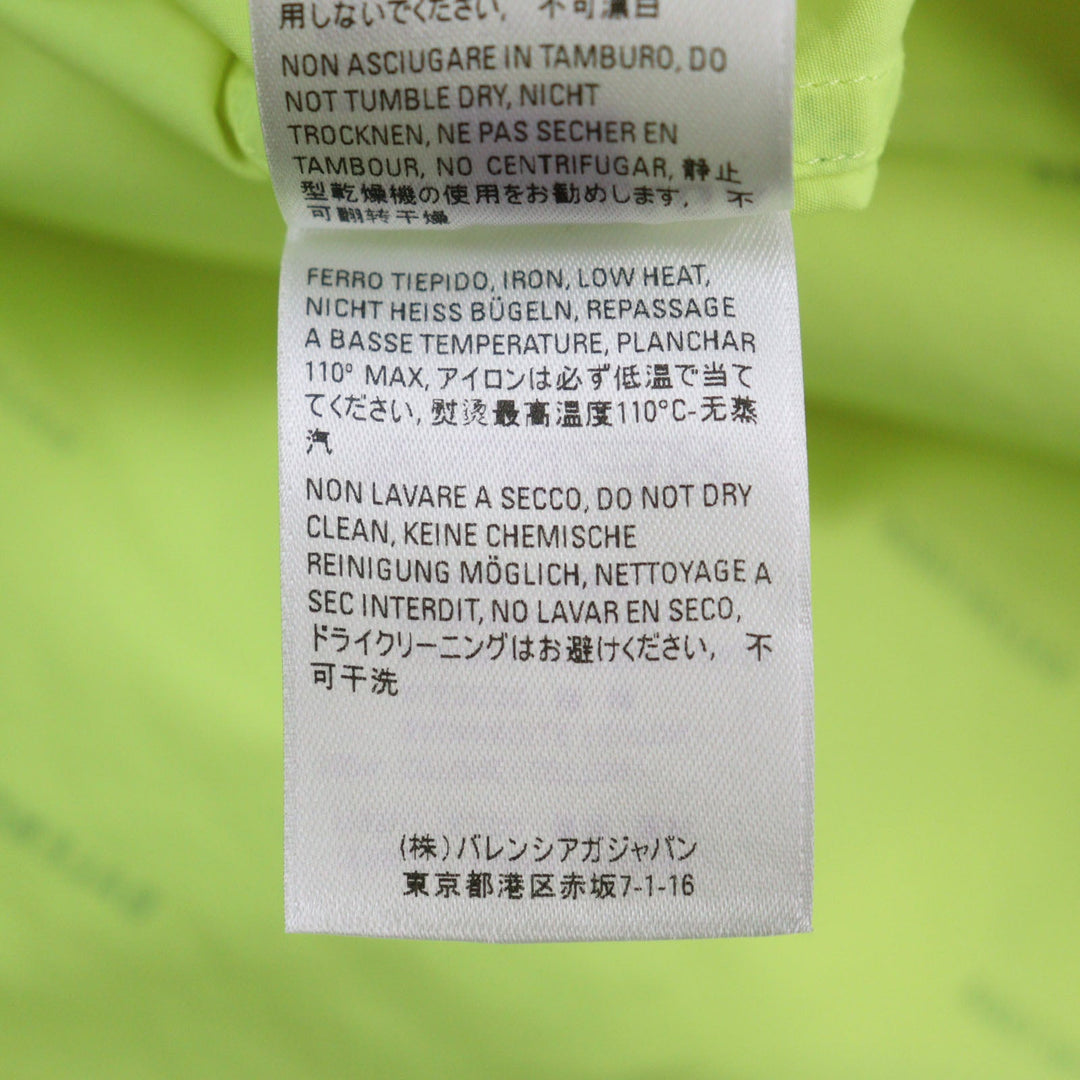 用しないでください, 不可漂白
NON ASCIUGARE IN TAMBURO, DO
NOT TUMBLE DRY, NICHT
TROCKNEN, NE PAS SECHER EN
TAMBOUR, NO CENTRIFUGAR, 静止
型乾燥機の使用をお勧めします, 不
可翻转干燥
FERRO TIEPIDO, IRON, LOW HEAT,
NICHT HEISS BÜGELN, REPASSAGE
A BASSE TEMPERATURE, PLANCHAR
110° MAX, アイロンは必ず低温で当て
てください, 熨烫最高温度110°C-无蒸
汽
NON LAVARE A SECCO, DO NOT DRY
CLEAN, KEINE CHEMISCHE
REINIGUNG MÖGLICH, NETTOYAGE A
SEC INTERDIT, NO LAVAR EN SECO,
ドライクリーニングはお避けください, 不
可干洗
(株)バレンシアガジャパン
東京都港区赤坂7-1-16